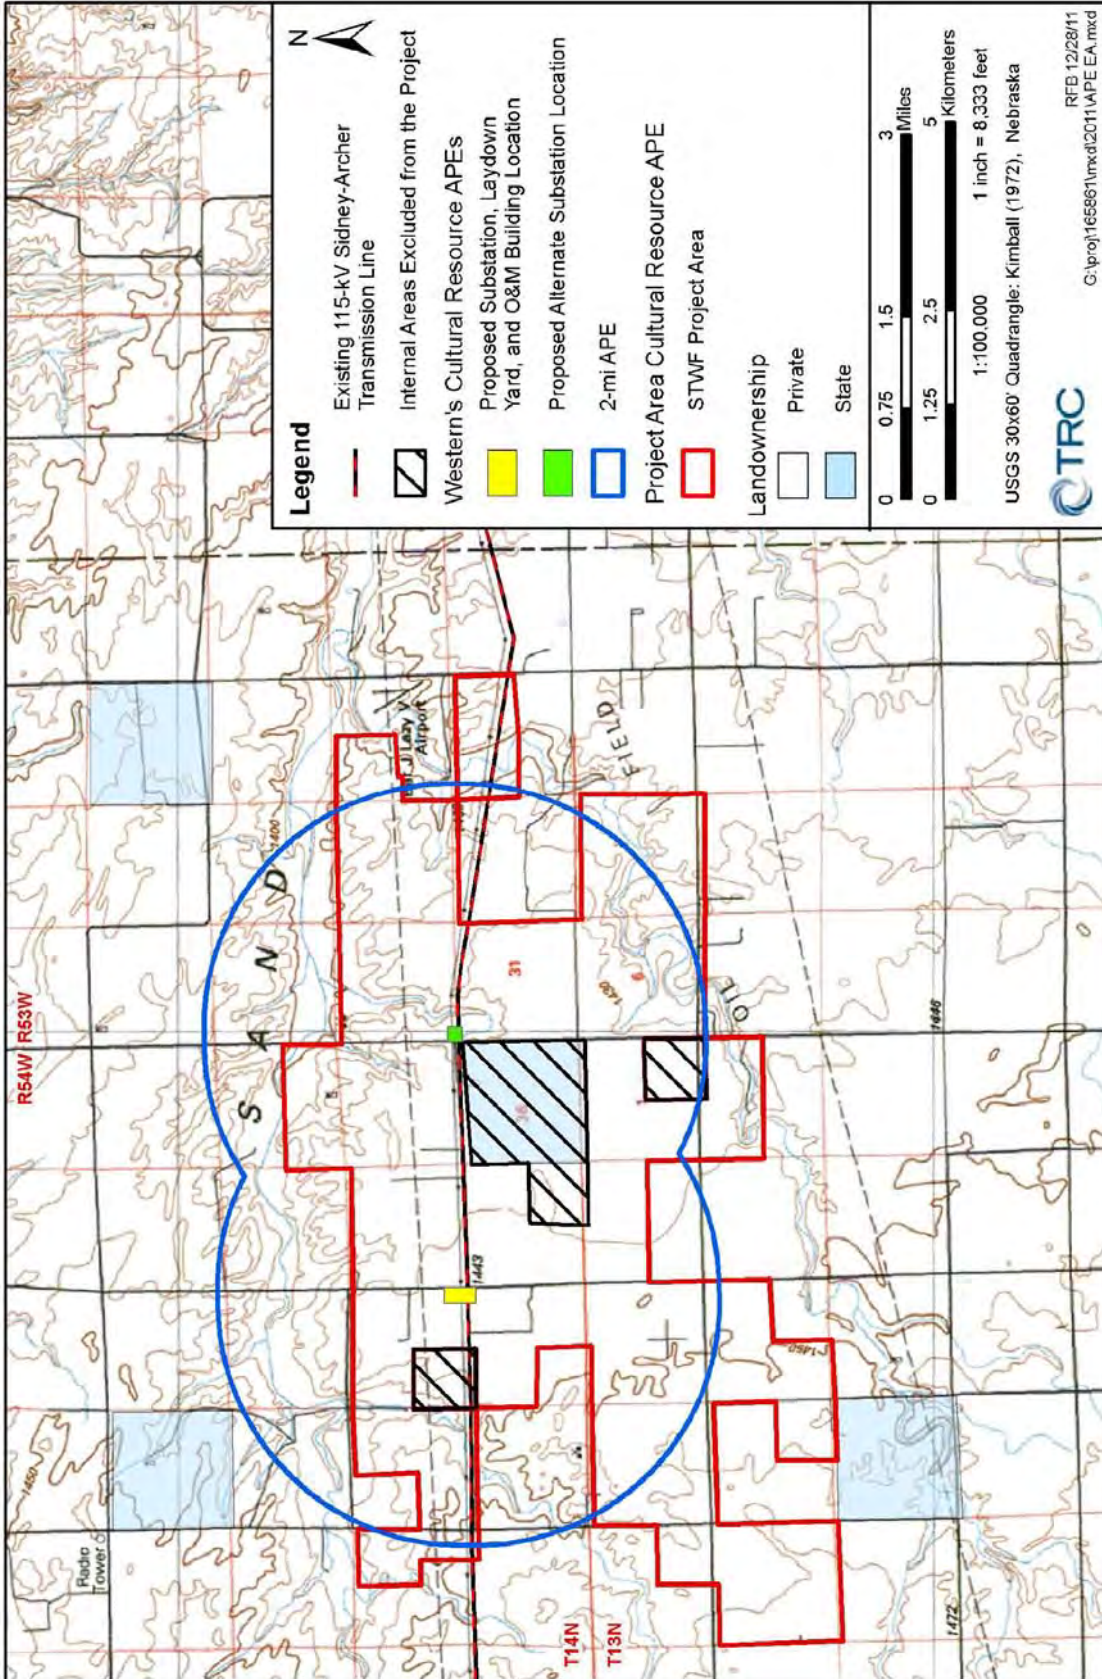 R54W R53W
Radio
Tower
1450
S A N D
1400
Airport
1443
36
31
1430
6
1
OIL
FIELD
T14N
T13N
1450
1472
1646
Legend
N
Existing 115-kV Sidney-Archer
Transmission Line
Internal Areas Excluded from the Project
Western's Cultural Resource APEs
Proposed Substation, Laydown
Yard, and O&M Building Location
Proposed Alternate Substation Location
2-mi APE
Project Area Cultural Resource APE
STWF Project Area
Landownership
Private
State
0 0.75 1.5 3
Miles
0 1.25 2.5 5
Kilometers
1:100,000 1 inch = 8,333 feet
USGS 30x60' Quadrangle: Kimball (1972), Nebraska
TRC
RFB 12/28/11
G:\proj\165861\mxd\2011\APE EA.mxd